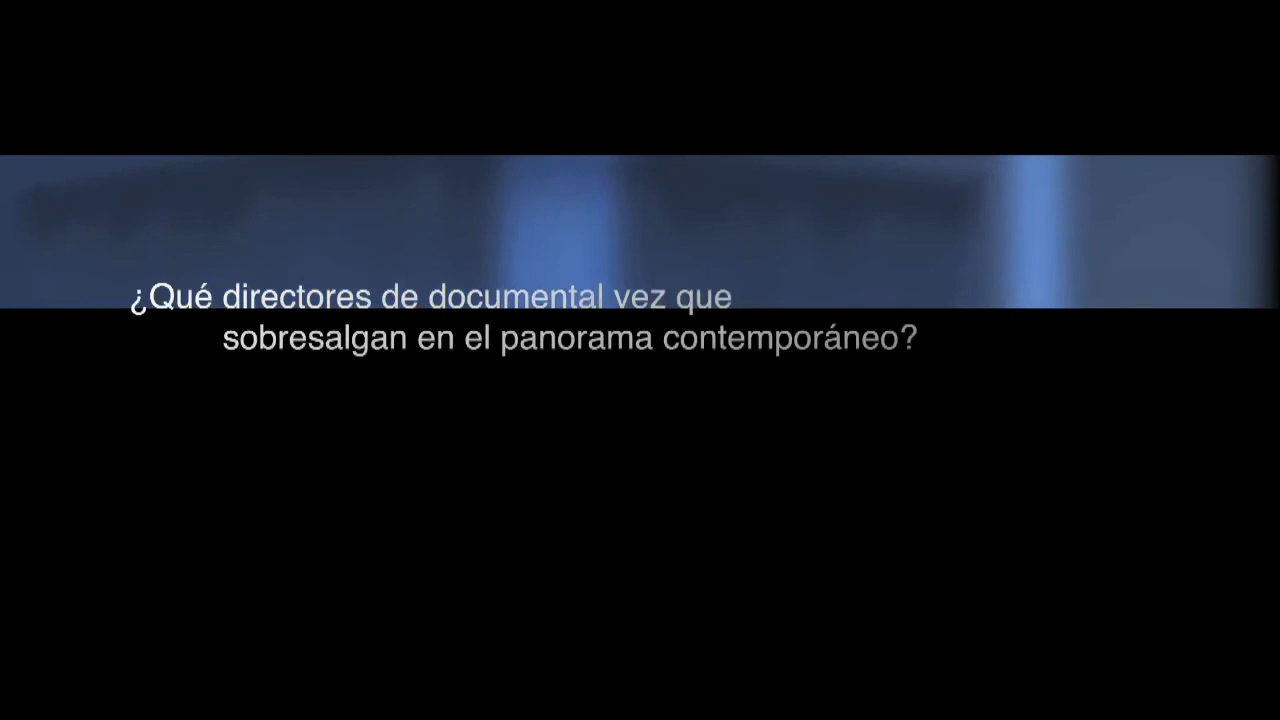 ¿Qué directores de documental vez que
sobresalgan en el panorama contemporáneo?